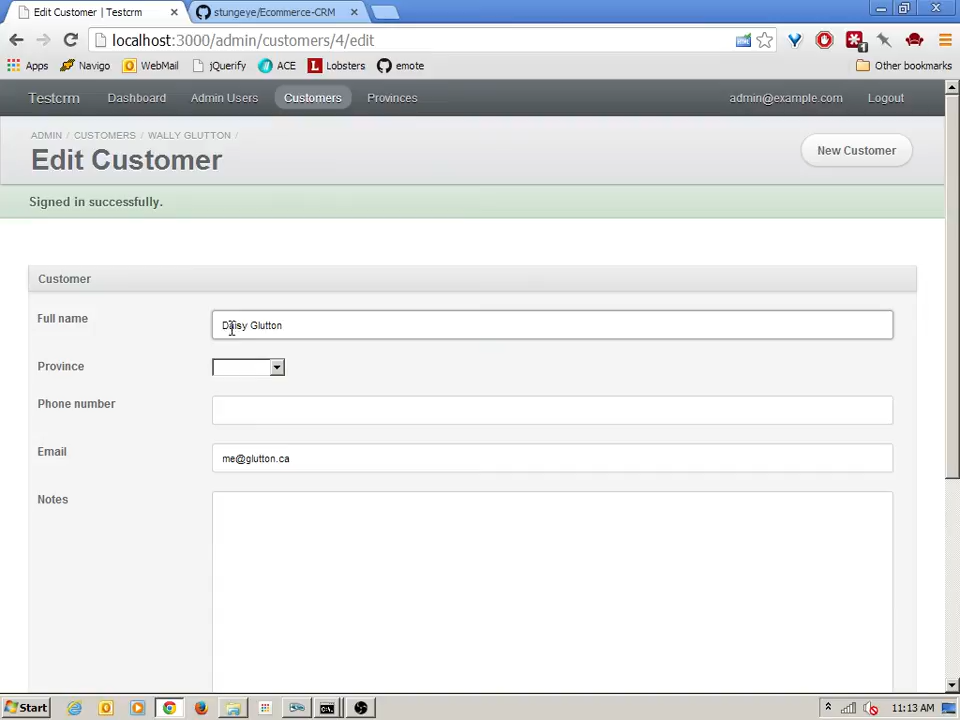 Edit Customer | Testcrm
stungeye/Ecommerce-CRM
localhost:3000/admin/customers/4/edit
Apps
Navigo
WebMail
jQuerify
ACE
Lobsters
emote
Other bookmarks
Testcrm
Dashboard
Admin Users
Customers
Provinces
admin@example.com
Logout
ADMIN / CUSTOMERS / WALLY GLUTTON /
Edit Customer
New Customer
Signed in successfully.
Customer
Full name
Daisy Glutton
Province
Phone number
Email
me@glutton.ca
Notes
Start
11:13 AM